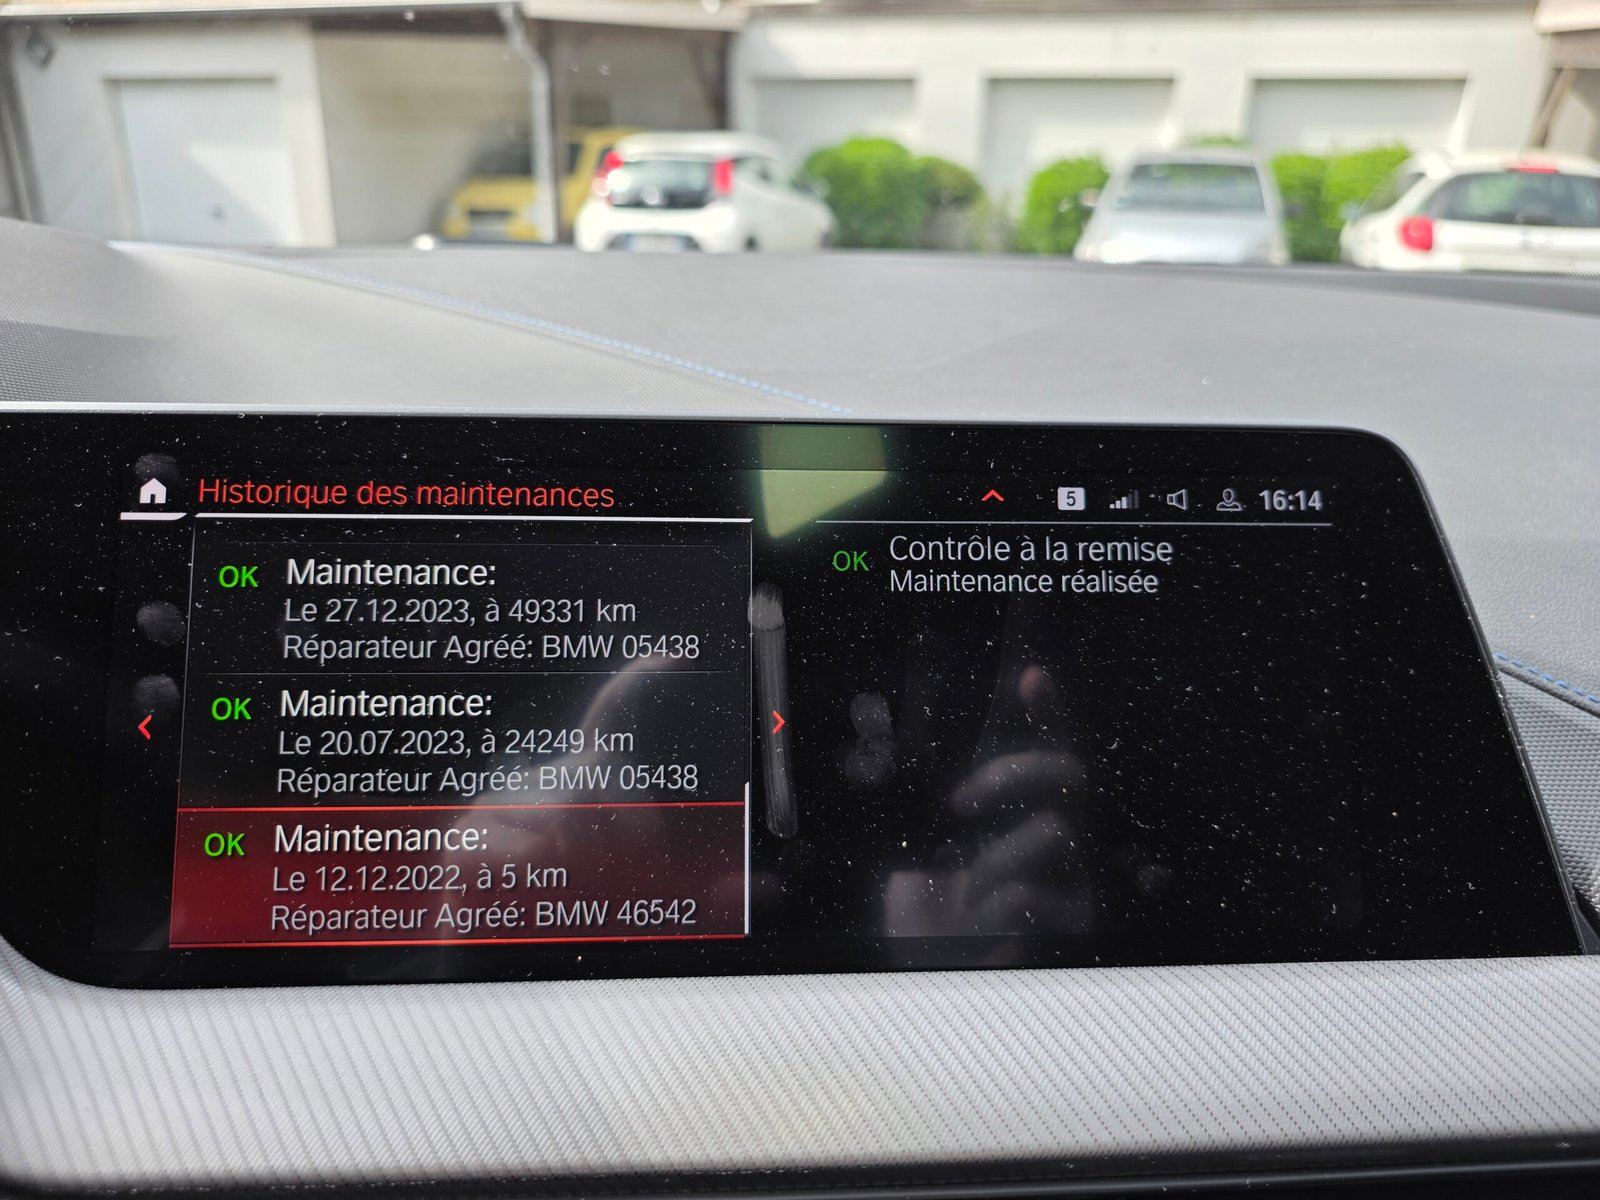 Historique des maintenances
5
16:14
OK Maintenance:
Le 27.12.2023, à 49331 km
Réparateur Agréé: BMW 05438
OK Maintenance:
Le 20.07.2023, à 24249 km
Réparateur Agréé: BMW 05438
OK Maintenance:
Le 12.12.2022, à 5 km
Réparateur Agréé: BMW 46542
OK Contrôle à la remise
Maintenance réalisée